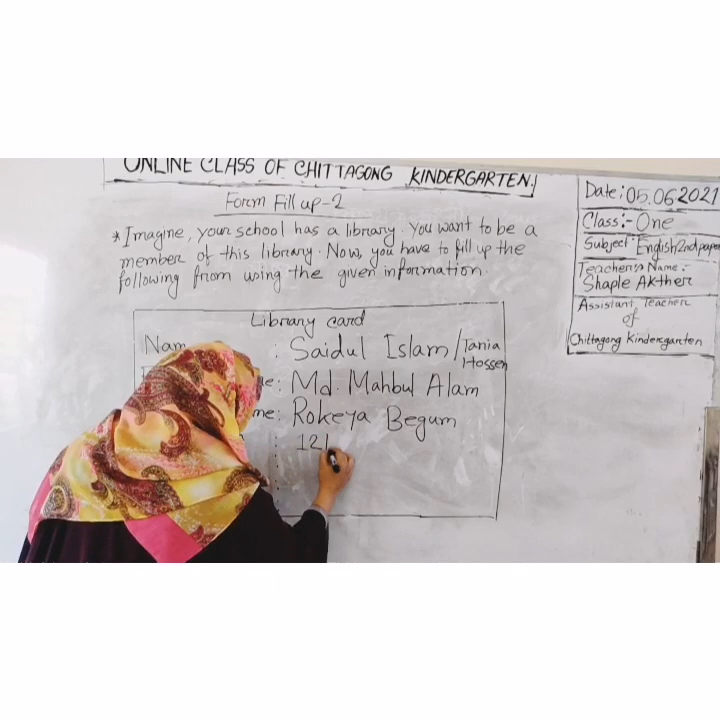 ONLINE CLASS OF CHITTAGONG KINDERGARTEN
Form Fill up-2
*Imagine, your school has a library. You want to be a
member of this library. Now, you have to fill up the
following from using the given information.
Library card
Nam : Saidul Islam/Tania
Hossen
e: Md. Mahbul Alam
me: Rokeya Begum
: 121
Date: 05.06.2021
Class:- One
Subject: English 2nd paper
Teacher's Name:-
Shaple Akther
Assistant Teacher
of
Chittagong Kindergarten